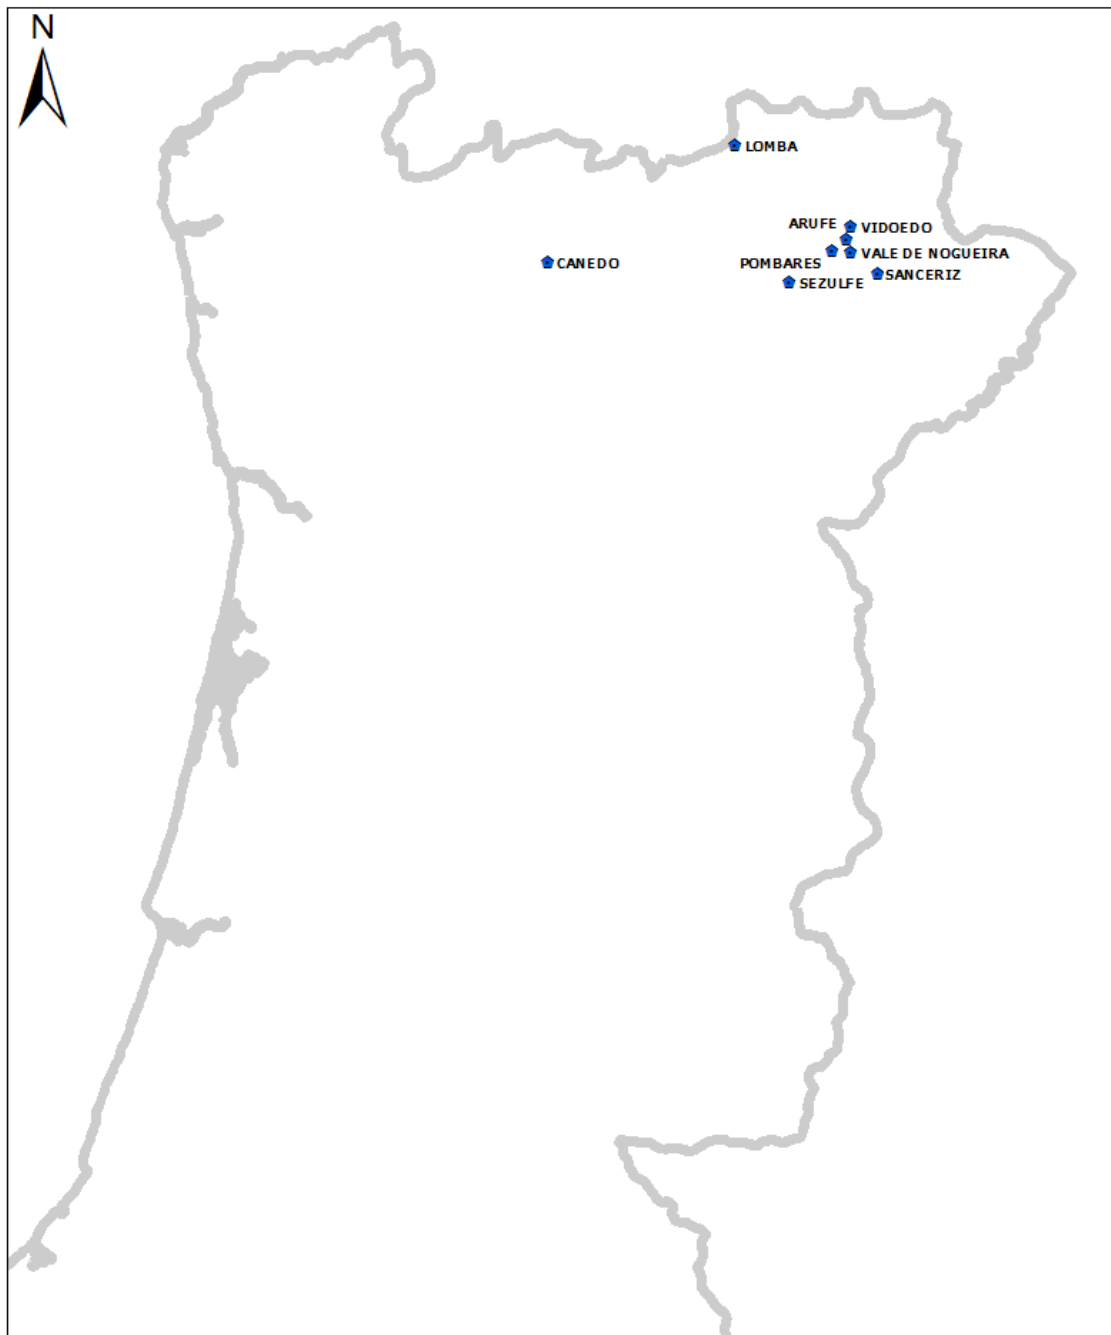 N
LOMBA
ARUFE
VIDOEDO
VALE DE NOGUEIRA
POMBARES
CANEDO
SANCERIZ
SEZULFE